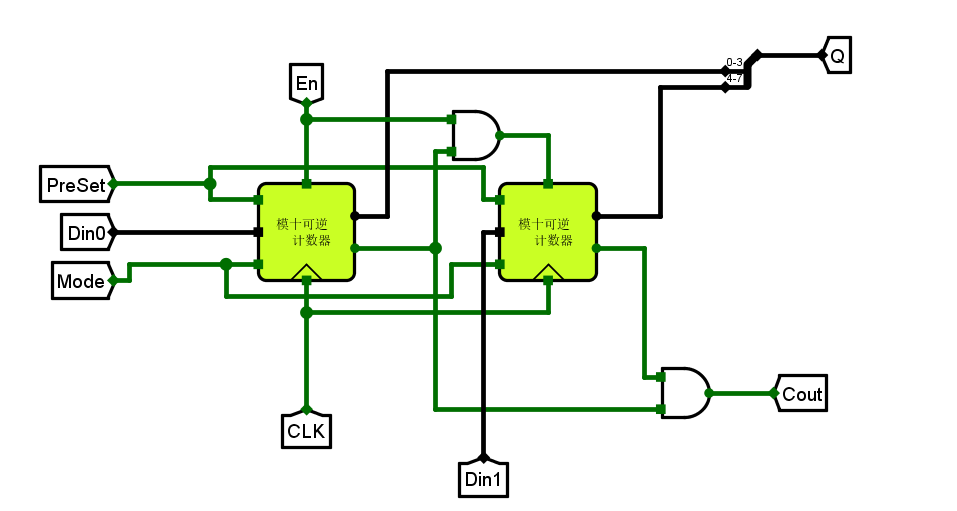 0-3
Q
4-7
En
PreSet
模十可逆
计数器
模十可逆
计数器
Din0
Mode
Cout
CLK
Din1